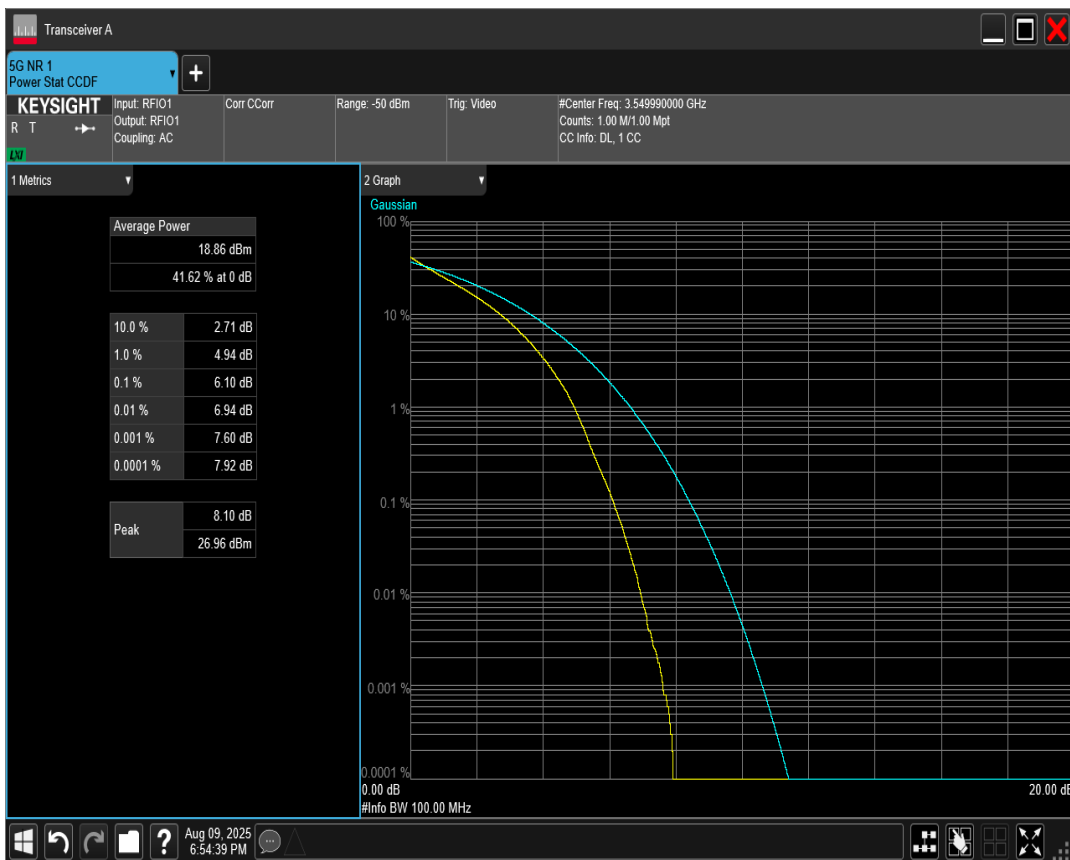 Transceiver A
5G NR 1
Power Stat CCDF
KEYSIGHT
R T
LXI
Input: RFIO1
Output: RFIO1
Coupling: AC
Corr CCorr
Range: -50 dBm
Trig: Video
#Center Freq: 3.549990000 GHz
Counts: 1.00 M/1.00 Mpt
CC Info: DL, 1 CC
1 Metrics
Average Power
18.86 dBm
41.62 % at 0 dB
10.0 % 2.71 dB
1.0 % 4.94 dB
0.1 % 6.10 dB
0.01 % 6.94 dB
0.001 % 7.60 dB
0.0001 % 7.92 dB
Peak
8.10 dB
26.96 dBm
2 Graph
Gaussian
100 %
10 %
1 %
0.1 %
0.01 %
0.001 %
0.0001 %
0.00 dB
20.00 dB
#Info BW 100.00 MHz
?
Aug 09, 2025
6:54:39 PM